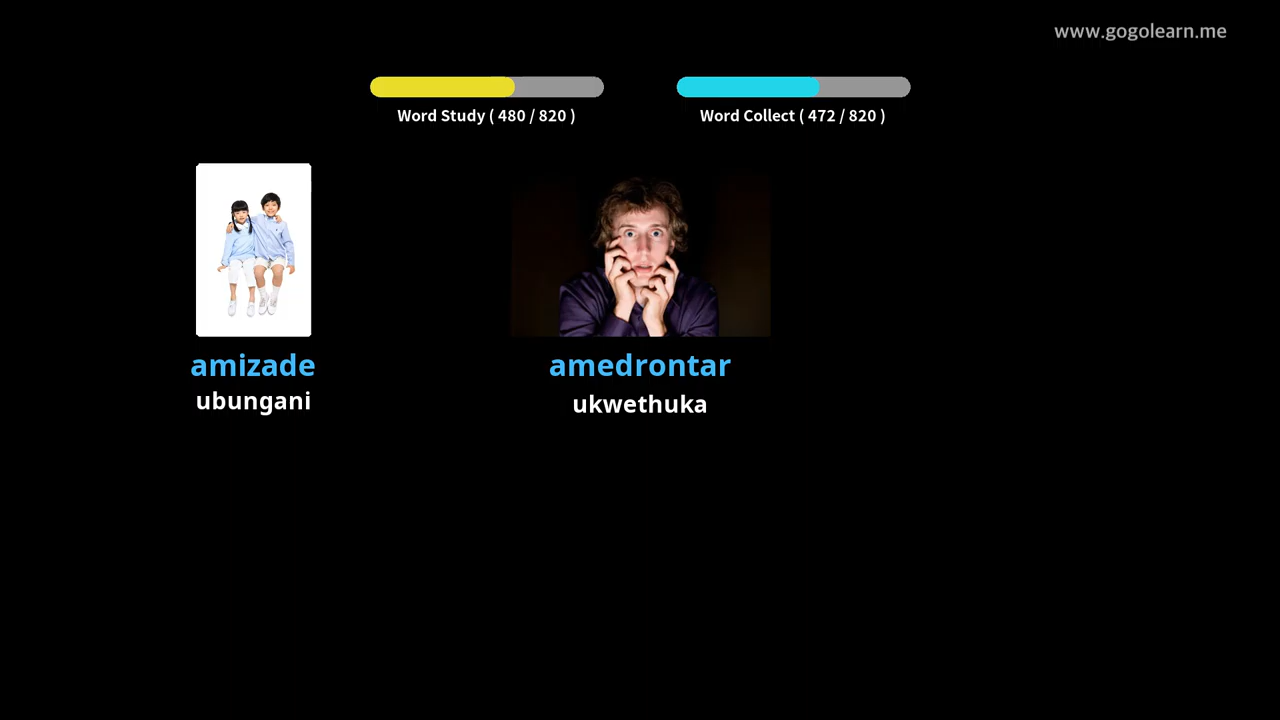 www.gogolearn.me
Word Study ( 480 / 820 )
Word Collect ( 472 / 820 )
amizade
ubungani
amedrontar
ukwethuka